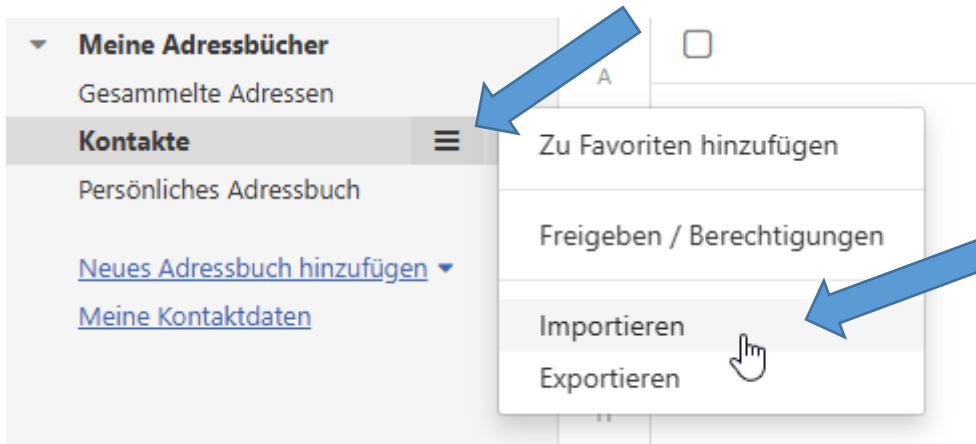 Meine Adressbücher
Gesammelte Adressen
Kontakte
Persönliches Adressbuch
Neues Adressbuch hinzufügen
Meine Kontaktdaten
A
Zu Favoriten hinzufügen
Freigeben / Berechtigungen
Importieren
Exportieren